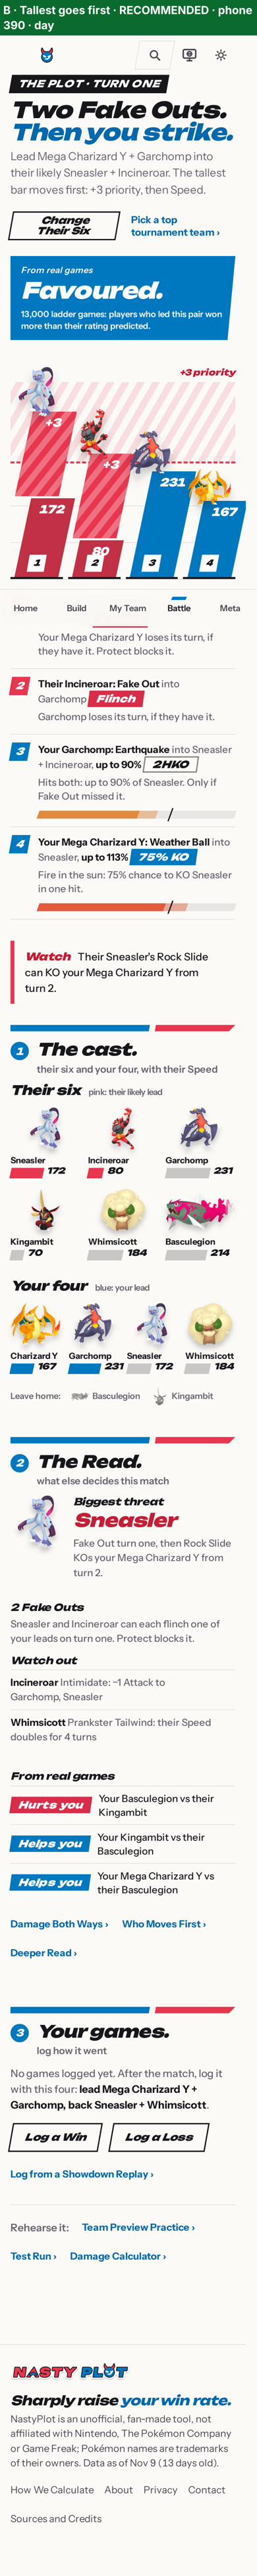 B · Tallest goes first · RECOMMENDED · phone
390 · day
THE PLOT · TURN ONE
Two Fake Outs.
Then you strike.
Lead Mega Charizard Y + Garchomp into
their likely Sneasler + Incineroar. The tallest
bar moves first: +3 priority, then Speed.
Change
Their Six
Pick a top
tournament team ›
From real games
Favoured.
13,000 ladder games: players who led this pair won
more than their rating predicted.
+3 priority
+3
+3
172
80
231
167
1
2
3
4
Home
Build
My Team
Battle
Meta
Your Mega Charizard Y loses its turn, if
they have it. Protect blocks it.
2
Their Incineroar: Fake Out into
Garchomp Flinch
Garchomp loses its turn, if they have it.
3
Your Garchomp: Earthquake into Sneasler
+ Incineroar, up to 90% 2HKO
Hits both: up to 90% of Sneasler. Only if
Fake Out missed it.
4
Your Mega Charizard Y: Weather Ball into
Sneasler, up to 113% 75% KO
Fire in the sun: 75% chance to KO Sneasler
in one hit.
Watch Their Sneasler's Rock Slide
can KO your Mega Charizard Y from
turn 2.
1 The cast.
their six and your four, with their Speed
Their six pink: their likely lead
Sneasler
172
Incineroar
80
Garchomp
231
Kingambit
70
Whimsicott
184
Basculegion
214
Your four blue: your lead
Charizard Y
167
Garchomp
231
Sneasler
172
Whimsicott
184
Leave home: Basculegion Kingambit
2 The Read.
what else decides this match
Biggest threat
Sneasler
Fake Out turn one, then Rock Slide
KOs your Mega Charizard Y from
turn 2.
2 Fake Outs
Sneasler and Incineroar can each flinch one of
your leads on turn one. Protect blocks it.
Watch out
Incineroar Intimidate: −1 Attack to
Garchomp, Sneasler
Whimsicott Prankster Tailwind: their Speed
doubles for 4 turns
From real games
Hurts you
Your Basculegion vs their
Kingambit
Helps you
Your Kingambit vs their
Basculegion
Helps you
Your Mega Charizard Y vs
their Basculegion
Damage Both Ways › Who Moves First ›
Deeper Read ›
3 Your games.
log how it went
No games logged yet. After the match, log it
with this four: lead Mega Charizard Y +
Garchomp, back Sneasler + Whimsicott.
Log a Win
Log a Loss
Log from a Showdown Replay ›
Rehearse it: Team Preview Practice ›
Test Run › Damage Calculator ›
NASTY PLOT
Sharply raise your win rate.
NastyPlot is an unofficial, fan-made tool, not
affiliated with Nintendo, The Pokémon Company
or Game Freak; Pokémon names are trademarks
of their owners. Data as of Nov 9 (13 days old).
How We Calculate About Privacy Contact
Sources and Credits